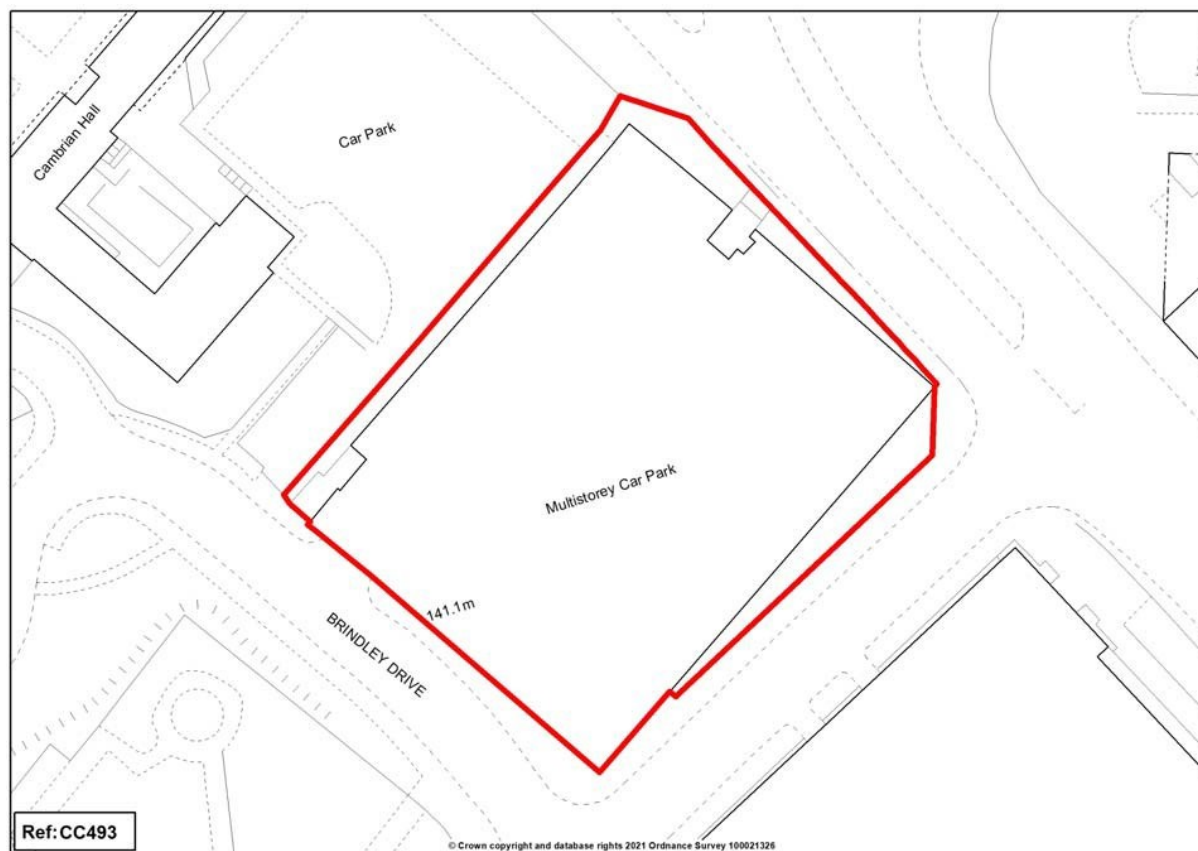 Cambrian Hall
Car Park
Multistorey Car Park
141.1m
BRINDLEY DRIVE
Ref:CC493
© Crown copyright and database rights 2021 Ordnance Survey 100021326